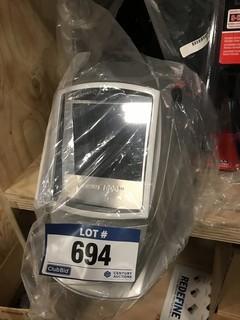 LOT #
694
ClubBid
CENTURY
AUCTIONS
REDEFINE